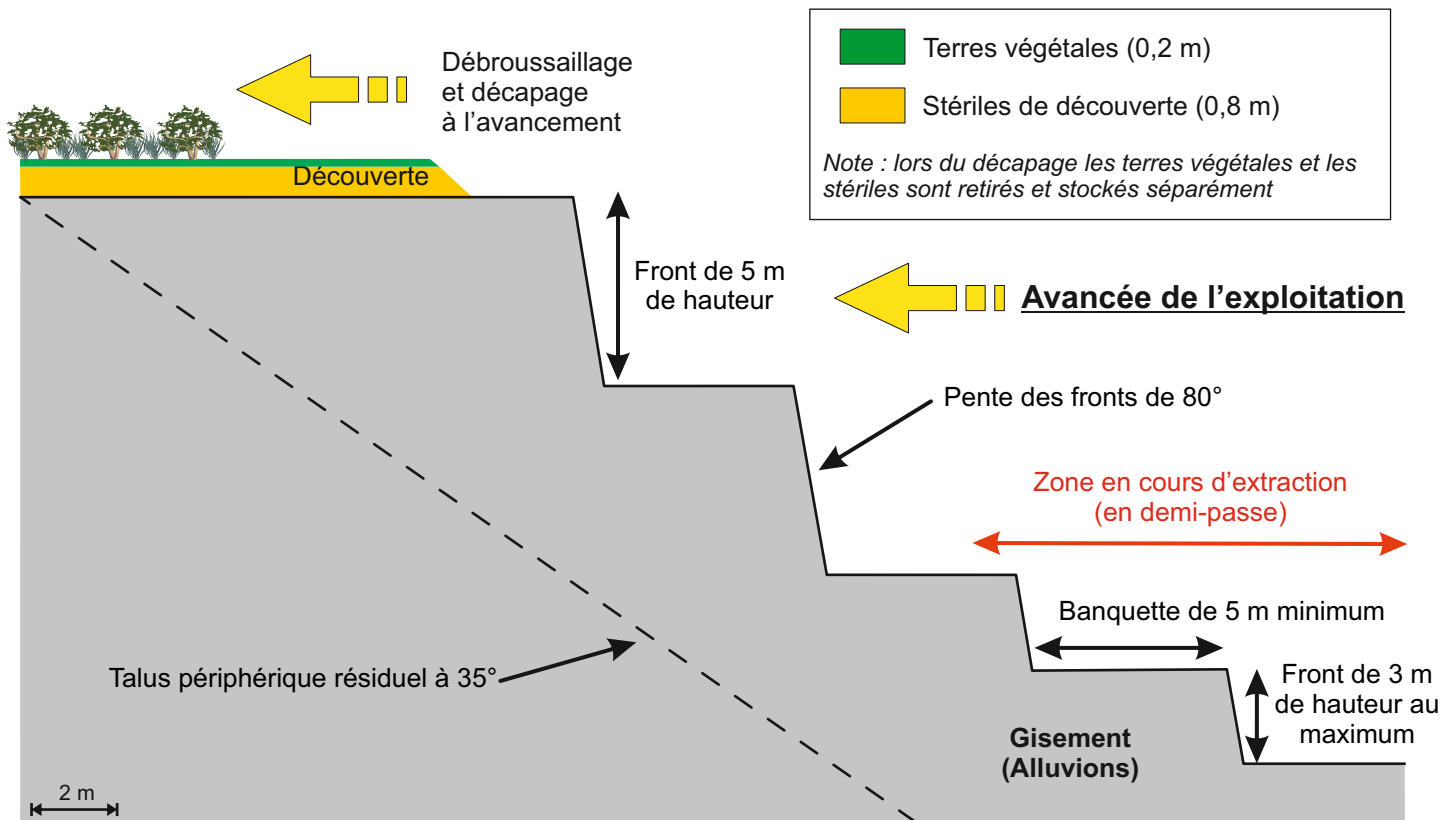 Débroussaillage
et décapage
à l’avancement
Terres végétales (0,2 m)
Stériles de découverte (0,8 m)
Note : lors du décapage les terres végétales et les
stériles sont retirés et stockés séparément
Découverte
Front de 5 m
de hauteur
Avancée de l’exploitation
Pente des fronts de 80°
Zone en cours d’extraction
(en demi-passe)
Banquette de 5 m minimum
Talus périphérique résiduel à 35°
Front de 3 m
de hauteur au
maximum
Gisement
(Alluvions)
2 m